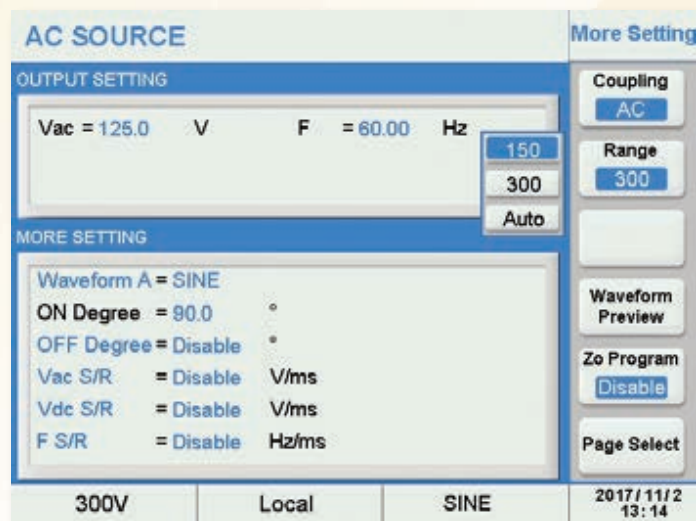 AC SOURCE
More Setting
OUTPUT SETTING
Vac = 125.0 V F = 60.00 Hz
150
300
Auto
Coupling
AC
Range
300
MORE SETTING
Waveform A = SINE
ON Degree = 90.0 °
OFF Degree = Disable °
Vac S/R = Disable V/ms
Vdc S/R = Disable V/ms
F S/R = Disable Hz/ms
Waveform
Preview
Zo Program
Disable
Page Select
300V Local SINE
2017/11/2
13:14